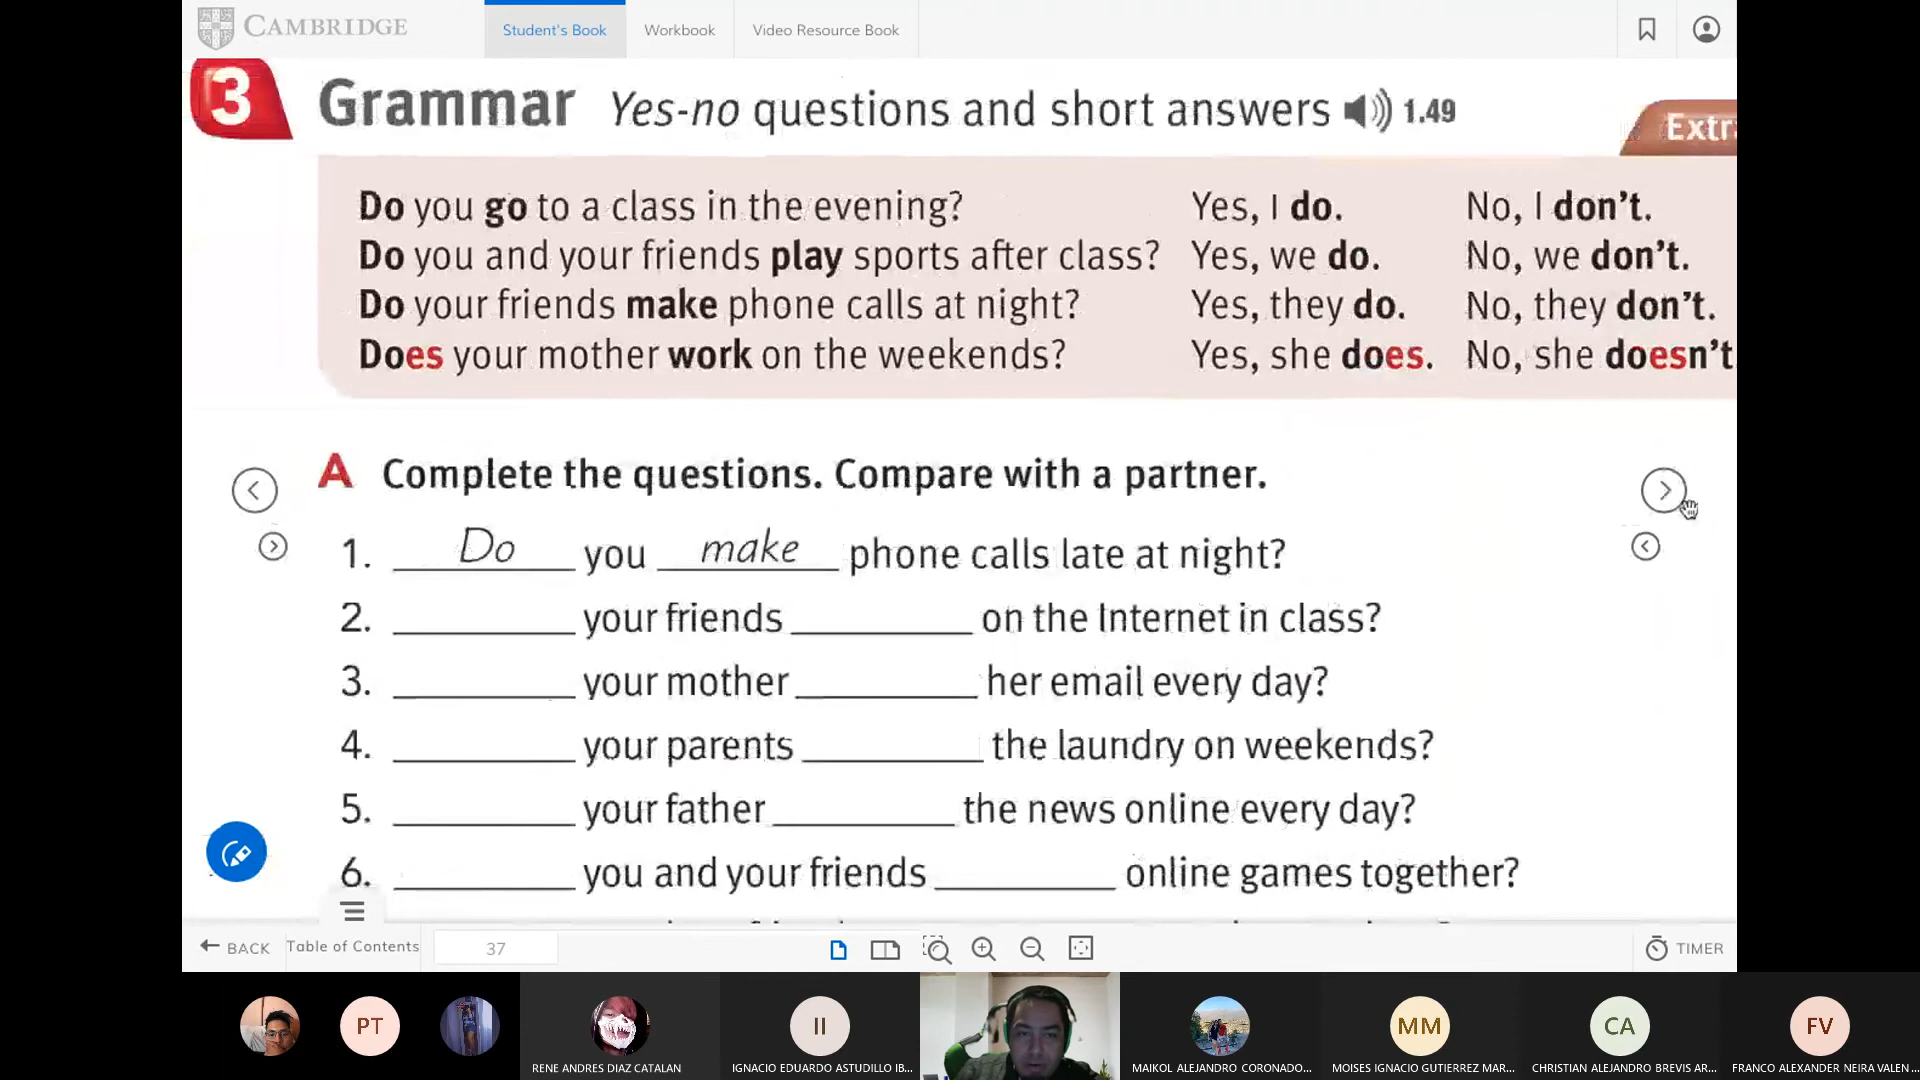 CAMBRIDGE
Student's Book
Workbook
Video Resource Book
3 Grammar Yes-no questions and short answers 1.49
Extr
Do you go to a class in the evening? Yes, I do. No, I don't.
Do you and your friends play sports after class? Yes, we do. No, we don't.
Do your friends make phone calls at night? Yes, they do. No, they don't.
Does your mother work on the weekends? Yes, she does. No, she doesn't
A Complete the questions. Compare with a partner.
1. Do you make phone calls late at night?
2. your friends on the Internet in class?
3. your mother her email every day?
4. your parents the laundry on weekends?
5. your father the news online every day?
6. you and your friends online games together?
BACK
Table of Contents
37
TIMER
PT
II
MM
CA
FV
RENE ANDRES DIAZ CATALAN
IGNACIO EDUARDO ASTUDILLO IB...
MAIKOL ALEJANDRO CORONADO...
MOISES IGNACIO GUTIERREZ MAR...
CHRISTIAN ALEJANDRO BREVIS AR...
FRANCO ALEXANDER NEIRA VALEN...